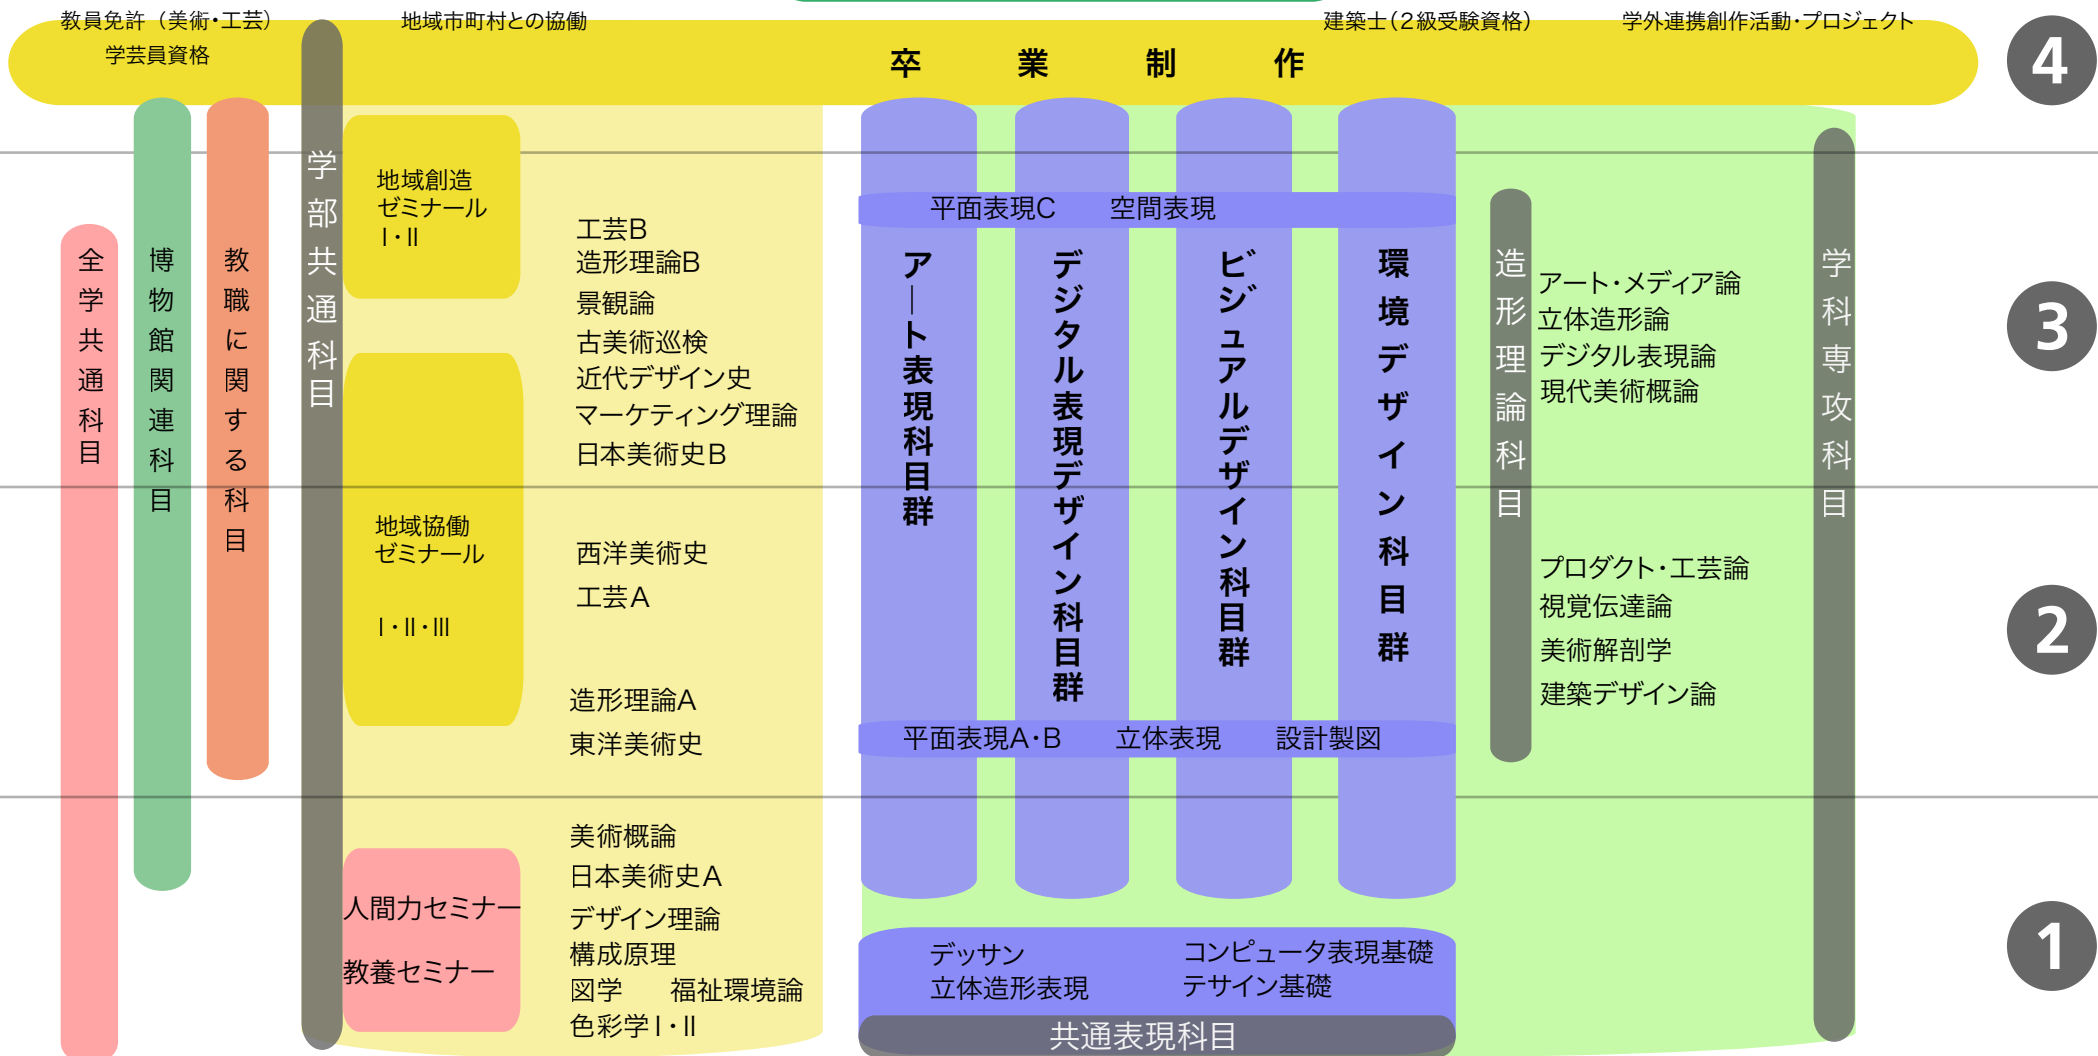 教員免許（美術・工芸）
学芸員資格
地域市町村との協働
建築士（2級受験資格）
学外連携創作活動・プロジェクト
卒業制作
4
全学共通科目
博物館関連科目
教職に関する科目
学部共通科目
地域創造
ゼミナール
I・II
工芸B
造形理論B
景観論
古美術巡検
近代デザイン史
マーケティング理論
日本美術史B
平面表現C 空間表現
アート表現科目群
デジタル表現デザイン科目群
ビジュアルデザイン科目群
環境デザイン科目群
造形理論科目
アート・メディア論
立体造形論
デジタル表現論
現代美術概論
学科専攻科目
3
地域協働
ゼミナール
I・II・III
西洋美術史
工芸A
造形理論A
東洋美術史
平面表現A・B 立体表現 設計製図
プロダクト・工芸論
視覚伝達論
美術解剖学
建築デザイン論
2
人間力セミナー
教養セミナー
美術概論
日本美術史A
デザイン理論
構成原理
図学 福祉環境論
色彩学I・II
デッサン コンピュータ表現基礎
立体造形表現 テサイン基礎
共通表現科目
1